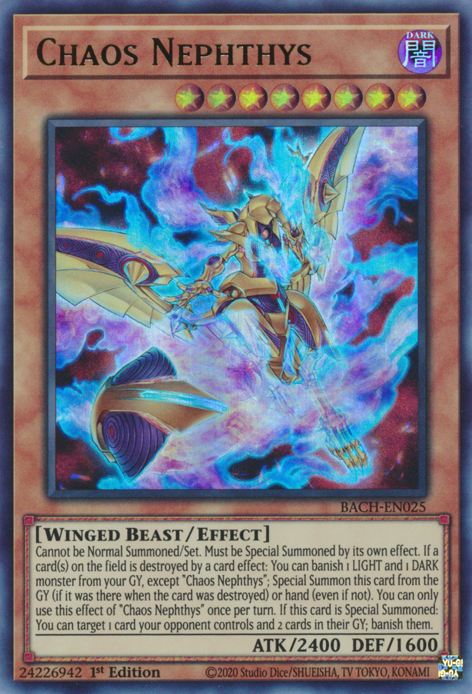 CHAOS NEPHTHYS
DARK
闇
BACH-EN025
[WINGED BEAST/EFFECT]
Cannot be Normal Summoned/Set. Must be Special Summoned by its own effect. If a
card(s) on the field is destroyed by a card effect: You can banish 1 LIGHT and 1 DARK
monster from your GY, except "Chaos Nephthys"; Special Summon this card from the
GY (if it was there when the card was destroyed) or hand (even if not). You can only
use this effect of "Chaos Nephthys" once per turn. If this card is Special Summoned:
You can target 1 card your opponent controls and 2 cards in their GY; banish them.
ATK/2400 DEF/1600
24226942 1st Edition ©2020 Studio Dice/SHUEISHA, TV TOKYO, KONAMI